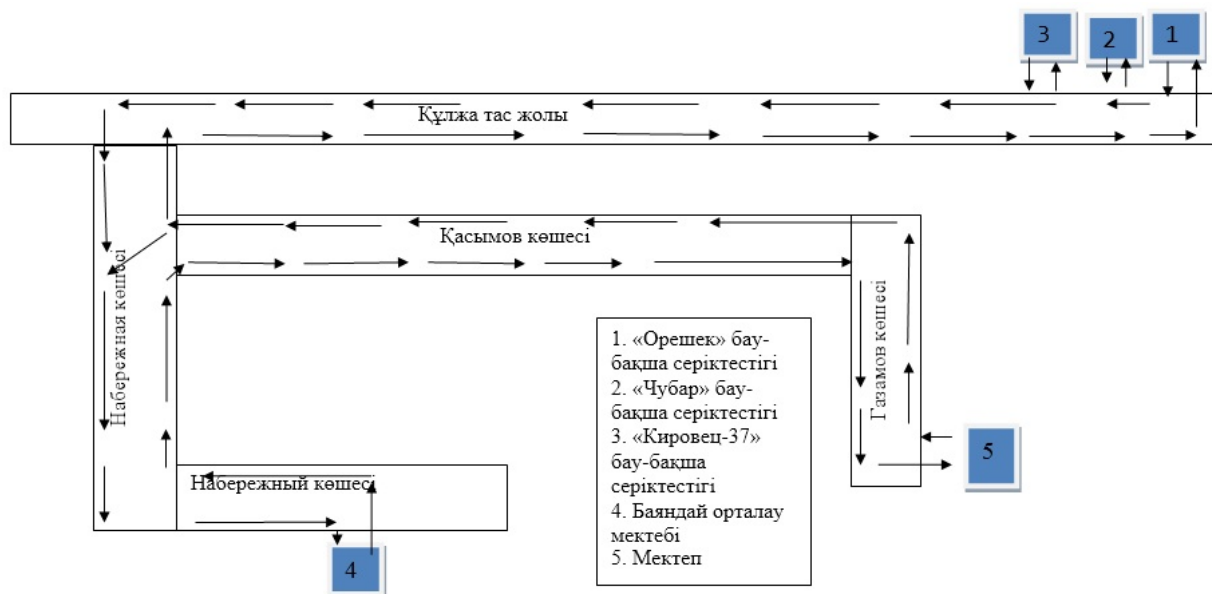 3
2
1
Құлжа тас жолы
Қасымов көшесі
Набережная көшесі
Газамов көшесі
1. «Орешек» бау-
бақша серіктестігі
2. «Чубар» бау-
бақша серіктестігі
3. «Кировец-37»
бау-бақша
серіктестігі
4. Баяндай орталау
мектебі
5. Мектеп
5
Набережный көшесі
4